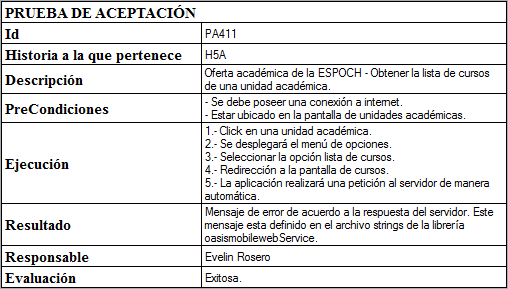 PRUEBA DE ACEPTACIÓN
Id PA411
Historia a la que pertenece H5A
Descripción Oferta académica de la ESPOCH - Obtener la lista de cursos
de una unidad académica.
PreCondiciones - Se debe poseer una conexión a internet.
- Estar ubicado en la pantalla de unidades académicas.
Ejecución 1.- Click en una unidad académica.
2.- Se desplegará el menú de opciones.
3.- Seleccionar la opción lista de cursos.
4.- Redirección a la pantalla de cursos.
5.- La aplicación realizará una petición al servidor de manera
automática.
Resultado Mensaje de error de acuerdo a la respuesta del servidor. Este
mensaje esta definido en el archivo strings de la librería
oasismobilewebService.
Responsable Evelin Rosero
Evaluación Exitosa.